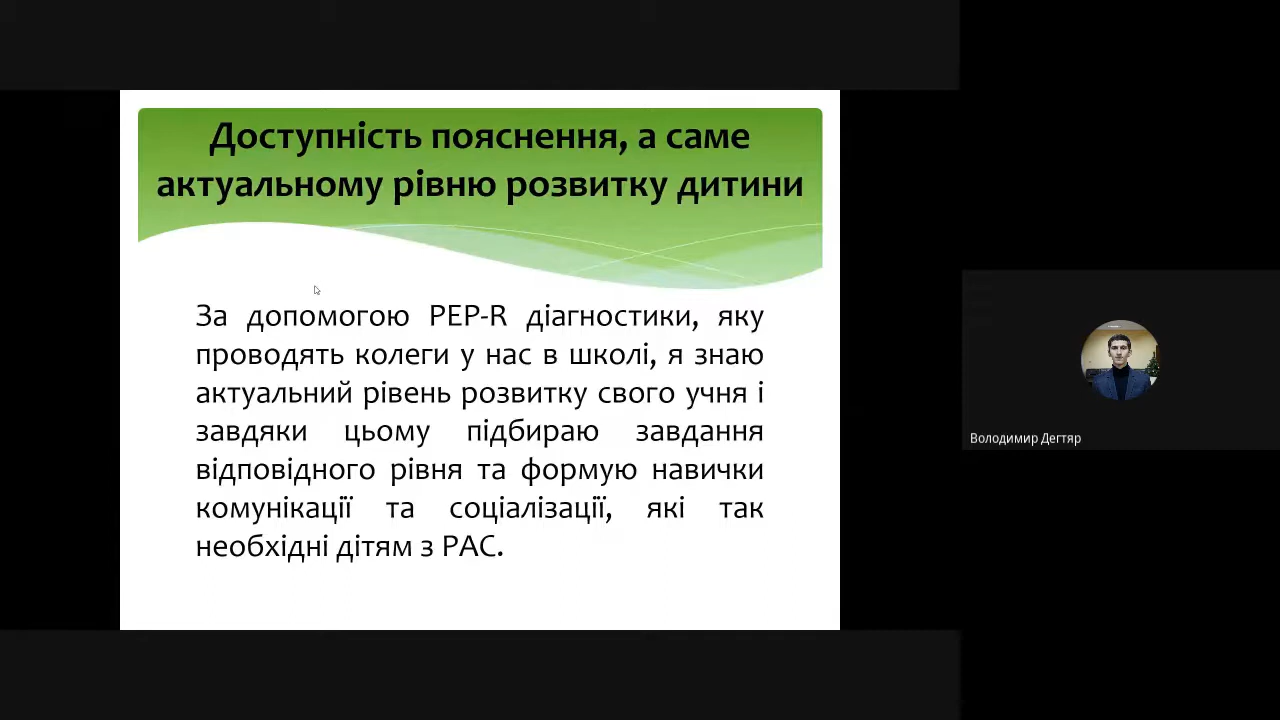 Доступність пояснення, а саме
актуальному рівню розвитку дитини
За допомогою PEP-R діагностики, яку
проводять колеги у нас в школі, я знаю
актуальний рівень розвитку свого учня і
завдяки цьому підбираю завдання
відповідного рівня та формую навички
комунікації та соціалізації, які так
необхідні дітям з РАС.
Володимир Дегтяр